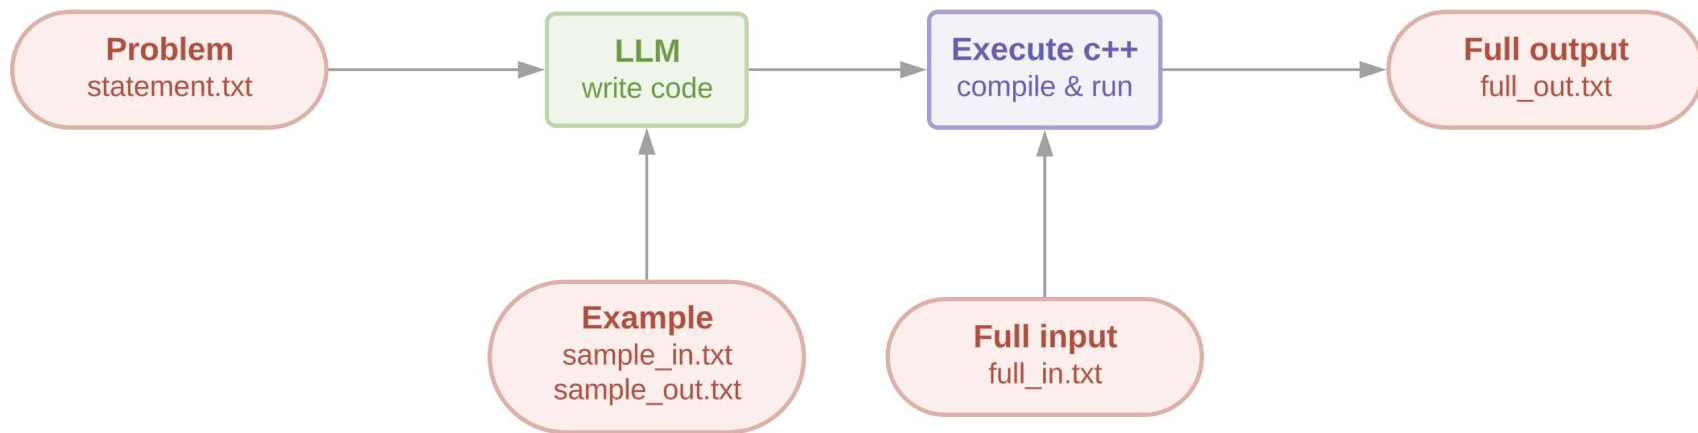 Problem
statement.txt
LLM
write code
Execute c++
compile & run
Full output
full_out.txt
Example
sample_in.txt
sample_out.txt
Full input
full_in.txt